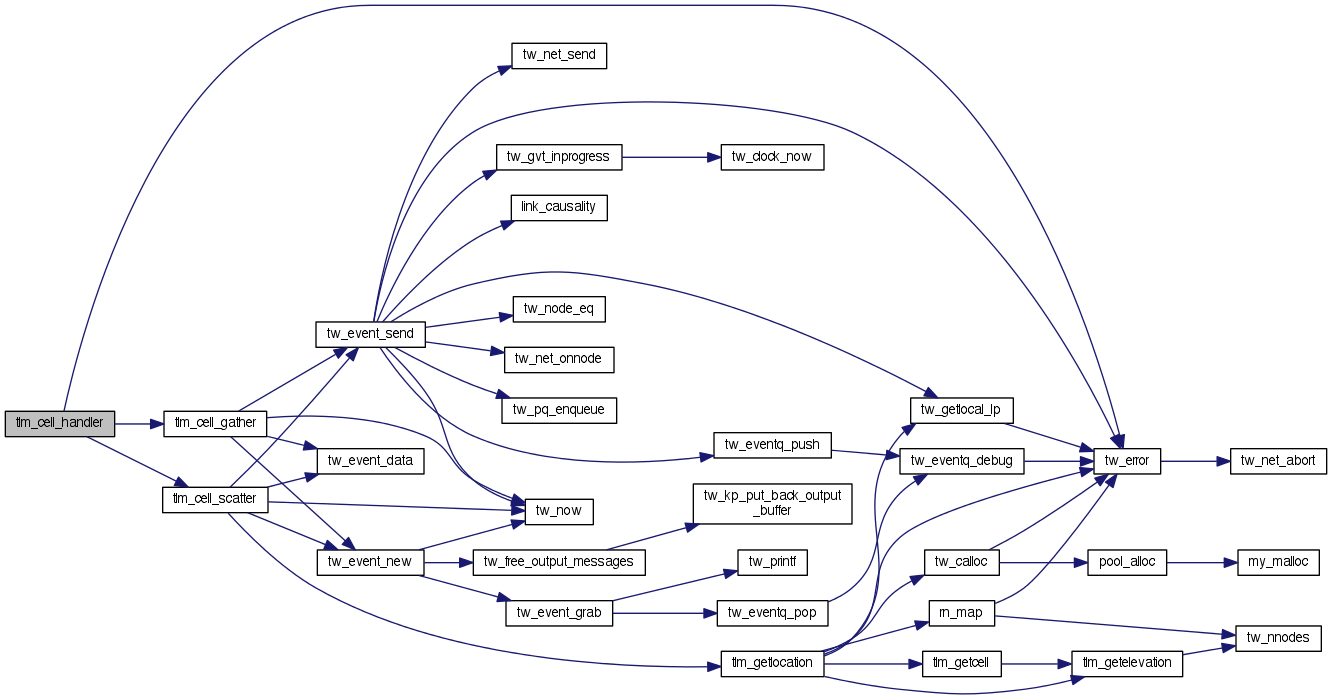 tw_net_send
tw_gvt_inprogress
tw_clock_now
link_causality
tw_node_eq
tw_event_send
tw_net_onnode
tw_pq_enqueue
tw_getlocal_lp
tlm_cell_handler
tlm_cell_gather
tw_eventq_push
tw_event_data
tw_eventq_debug
tw_error
tw_net_abort
tlm_cell_scatter
tw_kp_put_back_output
_buffer
tw_now
tw_event_new
tw_free_output_messages
tw_printf
tw_calloc
pool_alloc
my_malloc
tw_event_grab
tw_eventq_pop
rn_map
tw_nnodes
tlm_getlocation
tlm_getcell
tlm_getelevation